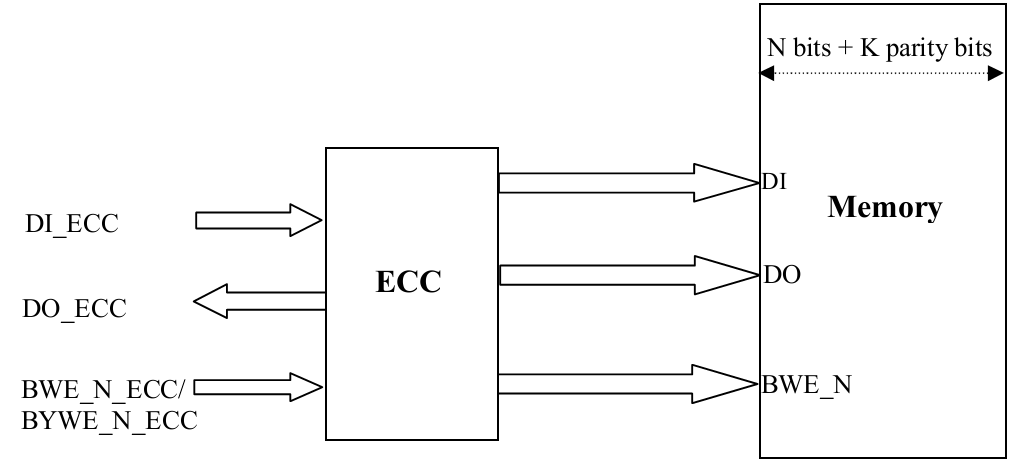 N bits + K parity bits
DI
Memory
DI_ECC
ECC
DO
DO_ECC
BWE_N_ECC/
BYWE_N_ECC
BWE_N